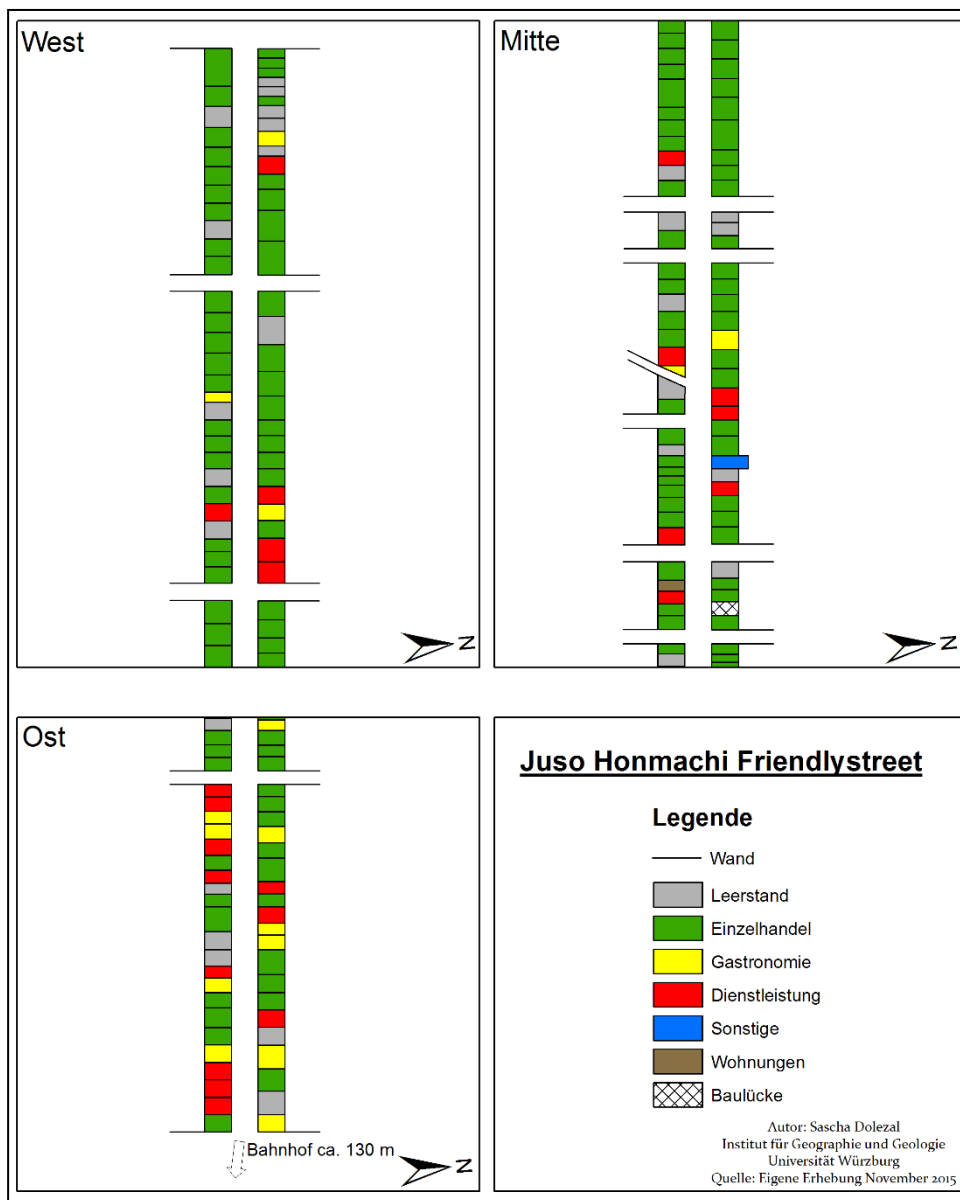 West
N
Mitte
N
Ost
Bahnhof ca. 130 m
N
Juso Honmachi Friendlystreet
Legende
Wand
Leerstand
Einzelhandel
Gastronomie
Dienstleistung
Sonstige
Wohnungen
Baulücke
Autor: Sascha Dolezal
Institut für Geographie und Geologie
Universität Würzburg
Quelle: Eigene Erhebung November 2015